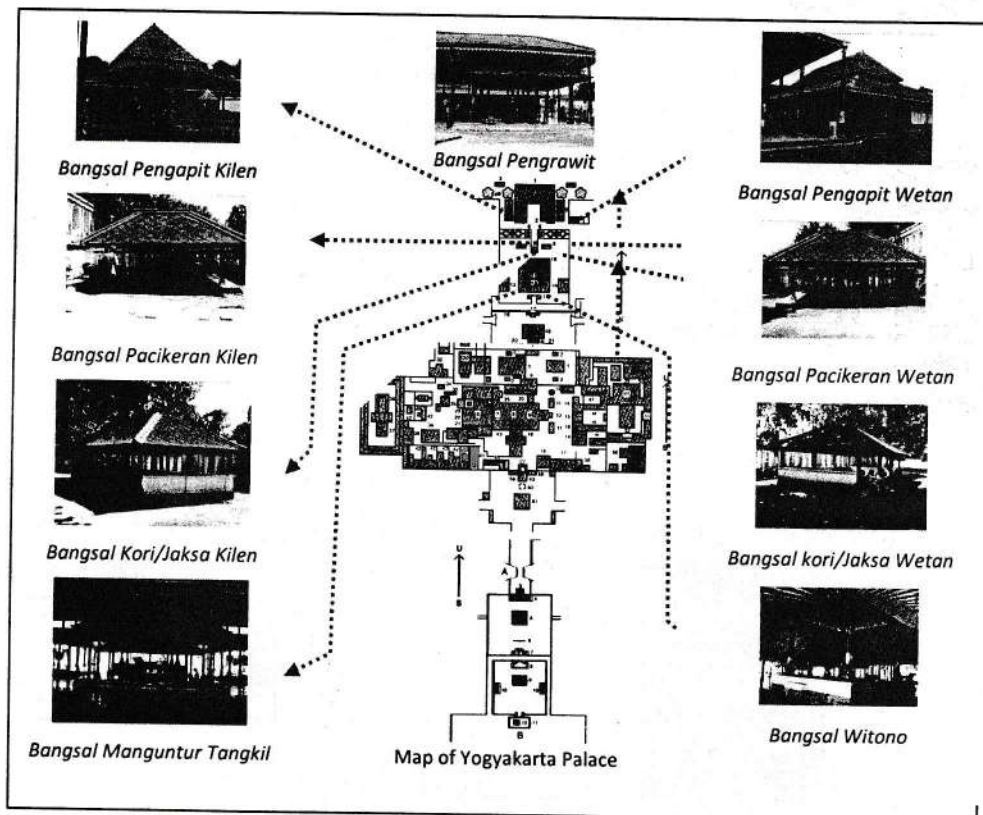 Bangsal Pengapit Kilen
Bangsal Pengrawit
Bangsal Pengapit Wetan
Bangsal Pacikeran Kilen
Bangsal Pacikeran Wetan
Bangsal Kori/Jaksa Kilen
Bangsal kori/Jaksa Wetan
U
S
A
B
Bangsal Manguntur Tangkil
Map of Yogyakarta Palace
Bangsal Witono